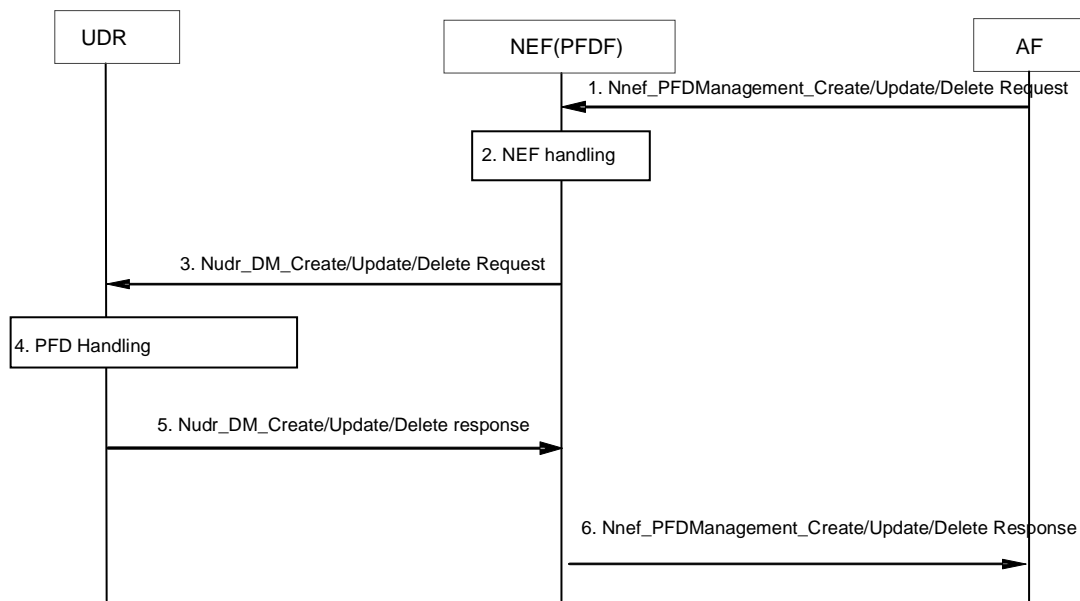 UDR
NEF(PFDF)
AF
1. Nnef_PFDManagement_Create/Update/Delete Request
2. NEF handling
3. Nudr_DM_Create/Update/Delete Request
4. PFD Handling
5. Nudr_DM_Create/Update/Delete response
6. Nnef_PFDManagement_Create/Update/Delete Response